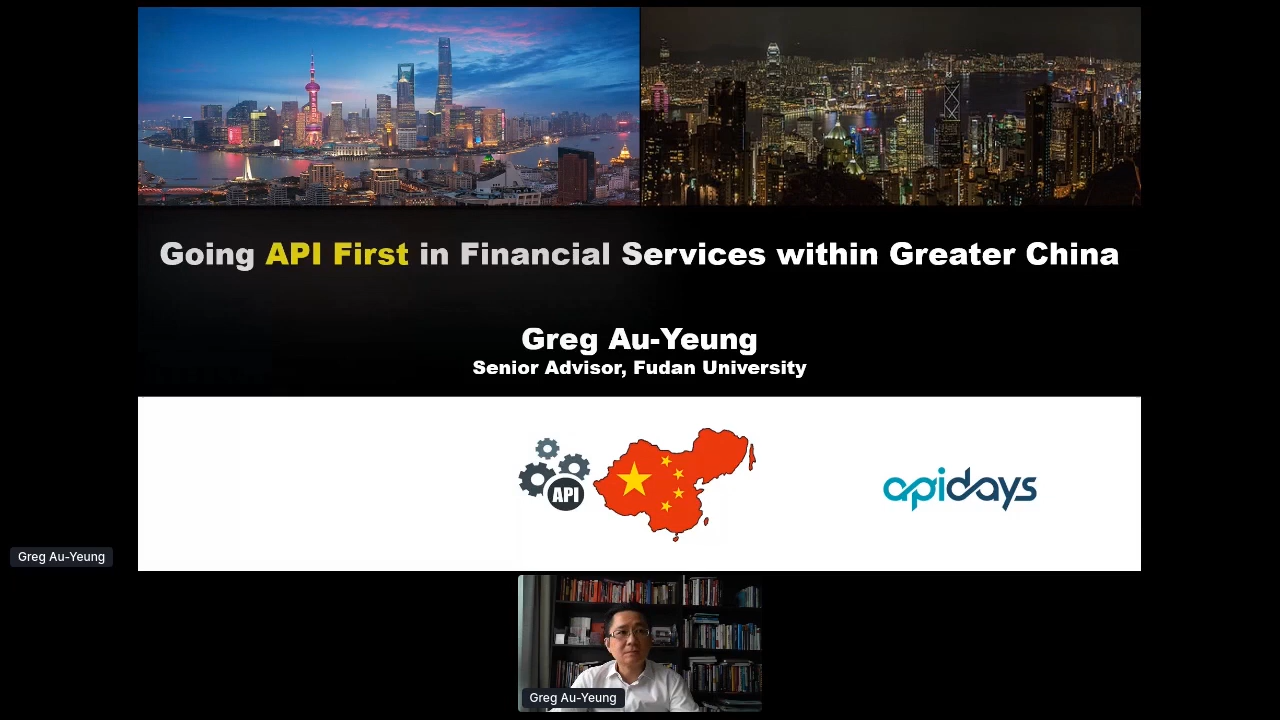 Going API First in Financial Services within Greater China
Greg Au-Yeung
Senior Advisor, Fudan University
API
apidays
Greg Au-Yeung
Greg Au-Yeung